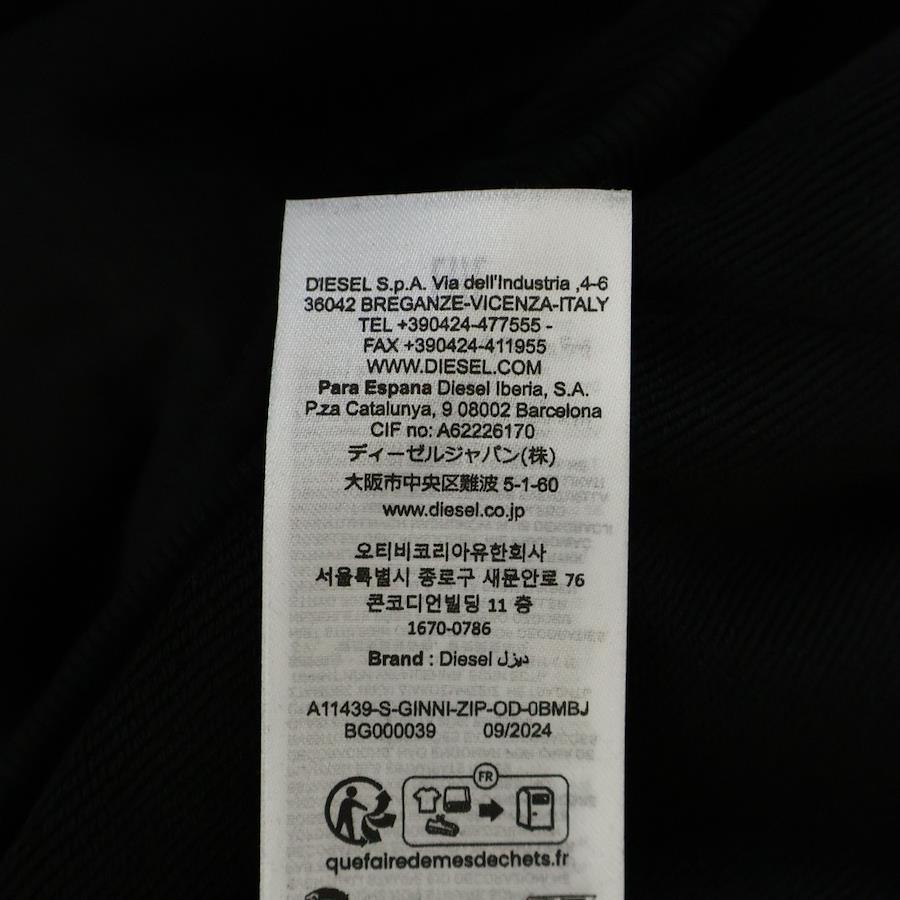 DIESEL S.p.A. Via dell'Industria ,4-6
36042 BREGANZE-VICENZA-ITALY
TEL +390424-477555 -
FAX +390424-411955
WWW.DIESEL.COM
Para Espana Diesel Iberia, S.A.
P.za Catalunya, 9 08002 Barcelona
CIF no: A62226170
ディーゼルジャパン(株)
大阪市中央区難波 5-1-60
www.diesel.co.jp
오티비코리아유한회사
서울특별시 종로구 새문안로 76
콘코디언빌딩 11 층
1670-0786
Brand : Diesel ديزل
A11439-S-GINNI-ZIP-OD-0BMBJ
BG000039 09/2024
FR
quefairedemesdechets.fr